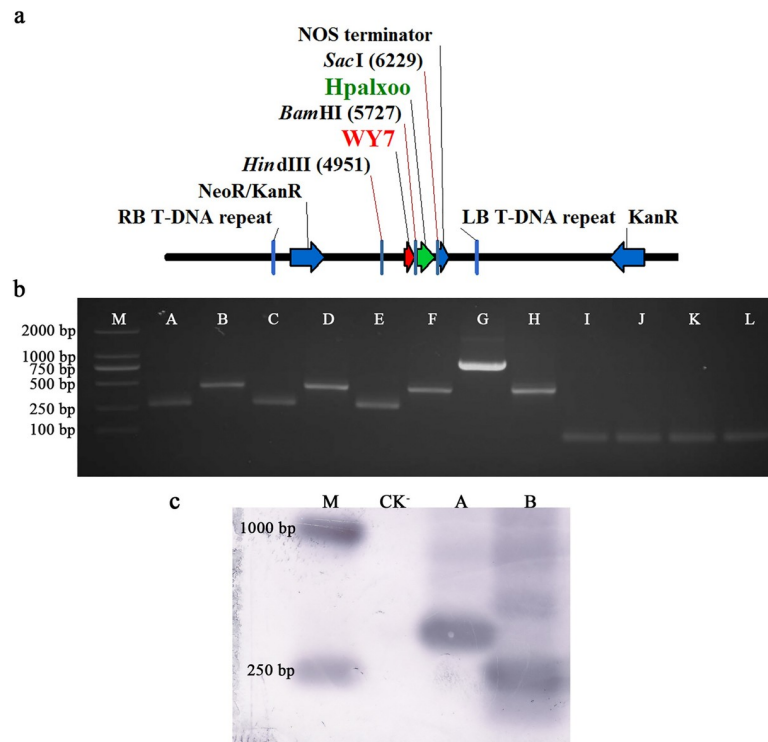 a
NOS terminator
SacI (6229)
Hpalxoo
BamHI (5727)
WY7
HindIII (4951)
NeoR/KanR
RB T-DNA repeat
LB T-DNA repeat KanR
b
M A B C D E F G H I J K L
2000 bp
1000 bp
750 bp
500 bp
250 bp
100 bp
c
M CK- A B
1000 bp
250 bp